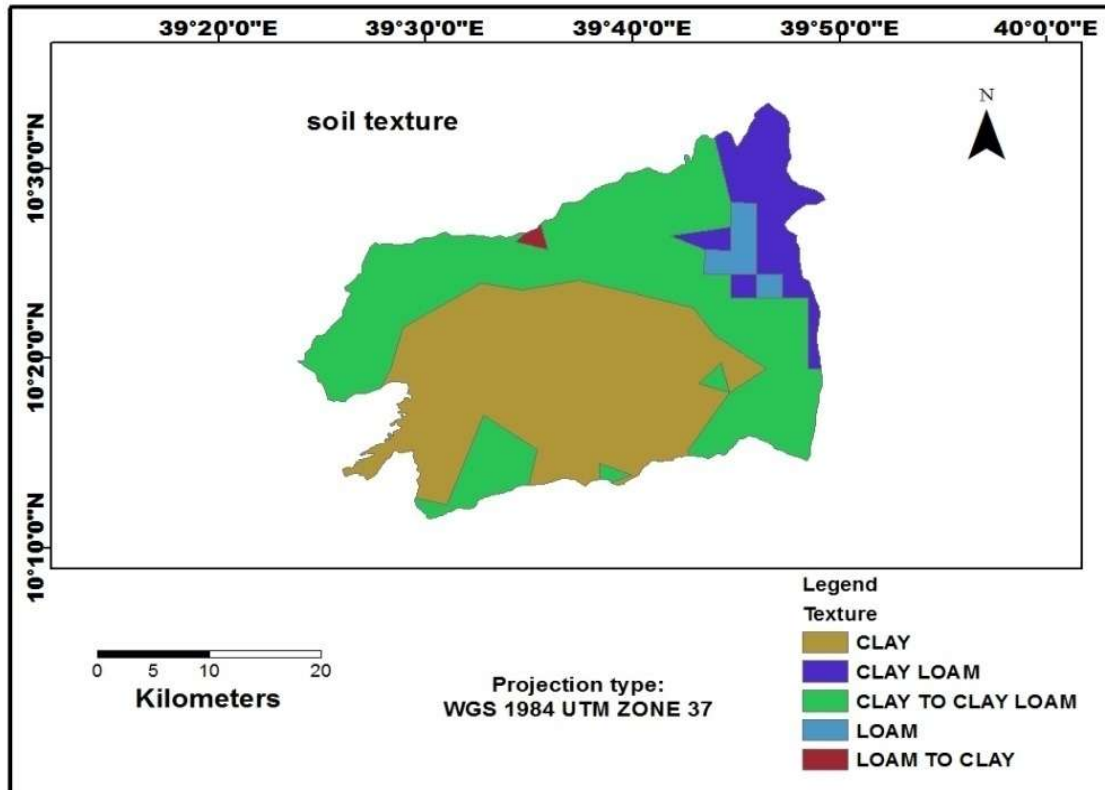 39°20'0"E 39°30'0"E 39°40'0"E 39°50'0"E 40°0'0"E
soil texture
N
10°30'0"N
10°20'0"N
10°10'0"N
Legend
Texture
CLAY
CLAY LOAM
CLAY TO CLAY LOAM
LOAM
LOAM TO CLAY
0 5 10 20
Kilometers
Projection type:
WGS 1984 UTM ZONE 37